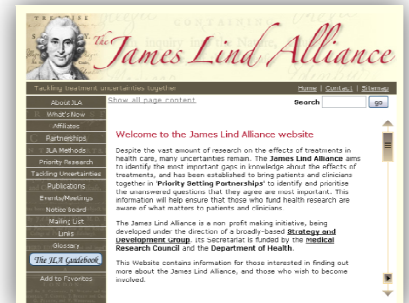 TREATISE
CONTAINING
The James Lind Alliance
Tackling treatment uncertainties together
Home | Contact | Sitemap
About JLA
What's New
Affiliates
Partnerships
JLA Methods
Priority Research
Tackling Uncertainties
Publications
Events/Meetings
Notice Board
Mailing List
Links
Glossary
The JLA Guidebook
Add to Favorites
Show all page content
Search
go
Welcome to the James Lind Alliance website
Despite the vast amount of research on the effects of treatments in
health care, many uncertainties remain. The James Lind Alliance aims
to identify the most important gaps in knowledge about the effects of
treatments, and has been established to bring patients and clinicians
together in 'Priority Setting Partnerships' to identify and prioritise
the unanswered questions that they agree are most important. This
information will help ensure that those who fund health research are
aware of what matters to patients and clinicians.
The James Lind Alliance is a non profit making initiative, being
developed under the direction of a broadly-based Strategy and
Development Group. Its Secretariat is funded by the Medical
Research Council and the Department of Health.
This Website contains information for those interested in finding out
more about the James Lind Alliance, and those who wish to become
involved.